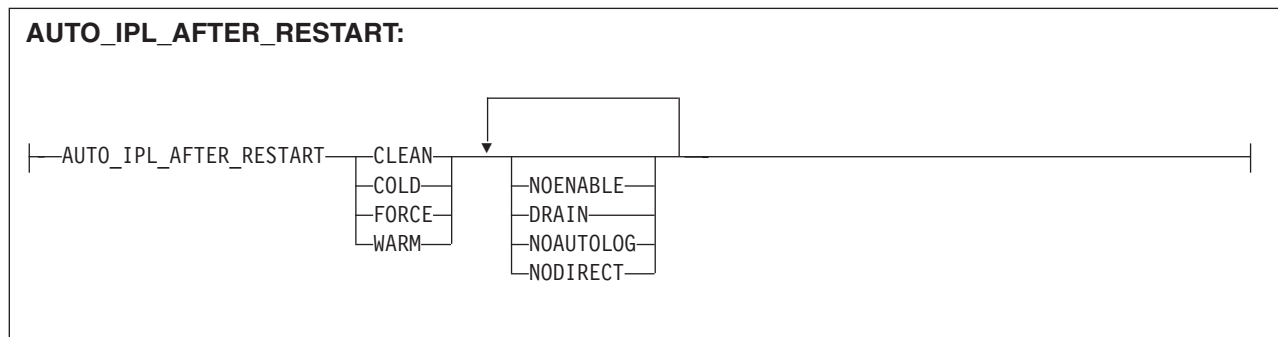 AUTO_IPL_AFTER_RESTART:
AUTO_IPL_AFTER_RESTART CLEAN
COLD NOENABLE
FORCE DRAIN
WARM NOAUTOLOG
NODIRECT